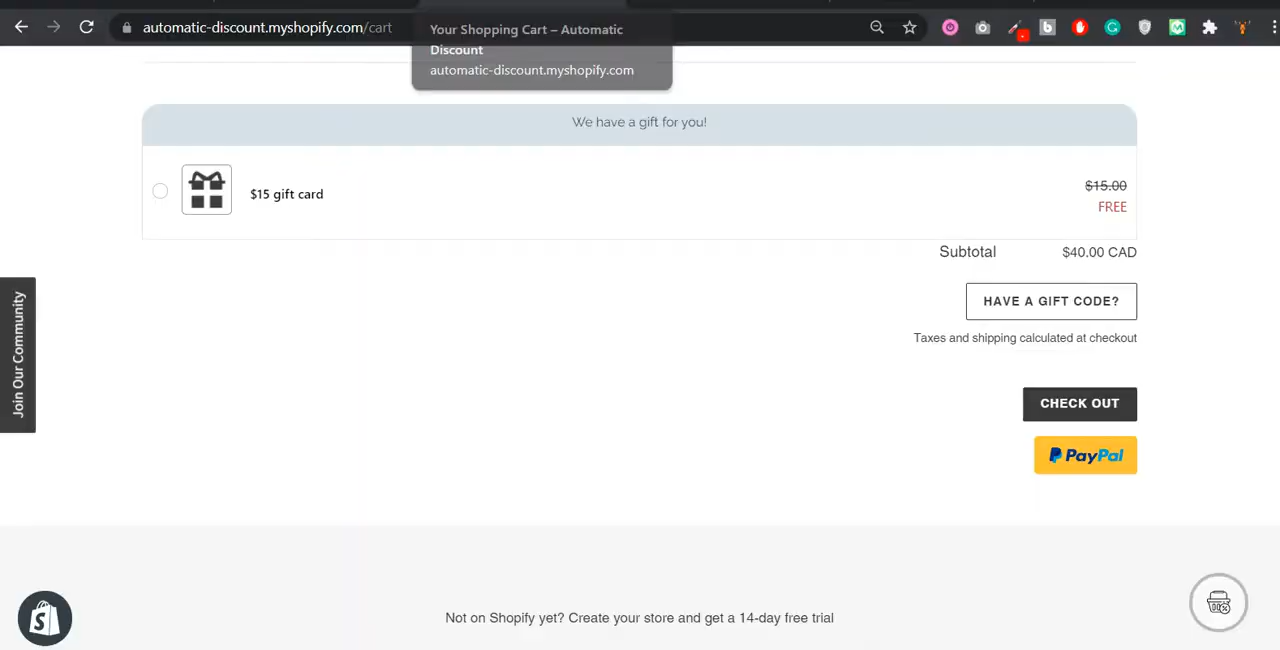 automatic-discount.myshopify.com/cart
Your Shopping Cart – Automatic
Discount
automatic-discount.myshopify.com
We have a gift for you!
$15 gift card
$15.00
FREE
Subtotal $40.00 CAD
HAVE A GIFT CODE?
Taxes and shipping calculated at checkout
CHECK OUT
PayPal
Join Our Community
Not on Shopify yet? Create your store and get a 14-day free trial